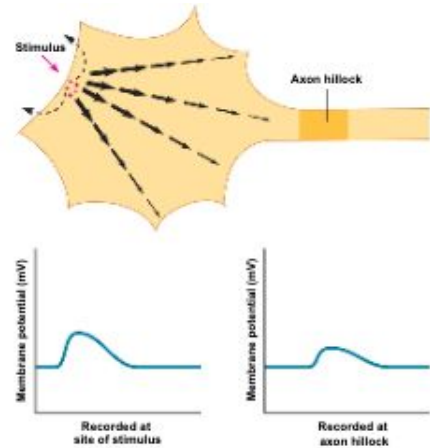 Stimulus
Axon hillock
Membrane potential (mV)
Recorded at
site of stimulus
Membrane potential (mV)
Recorded at
axon hillock